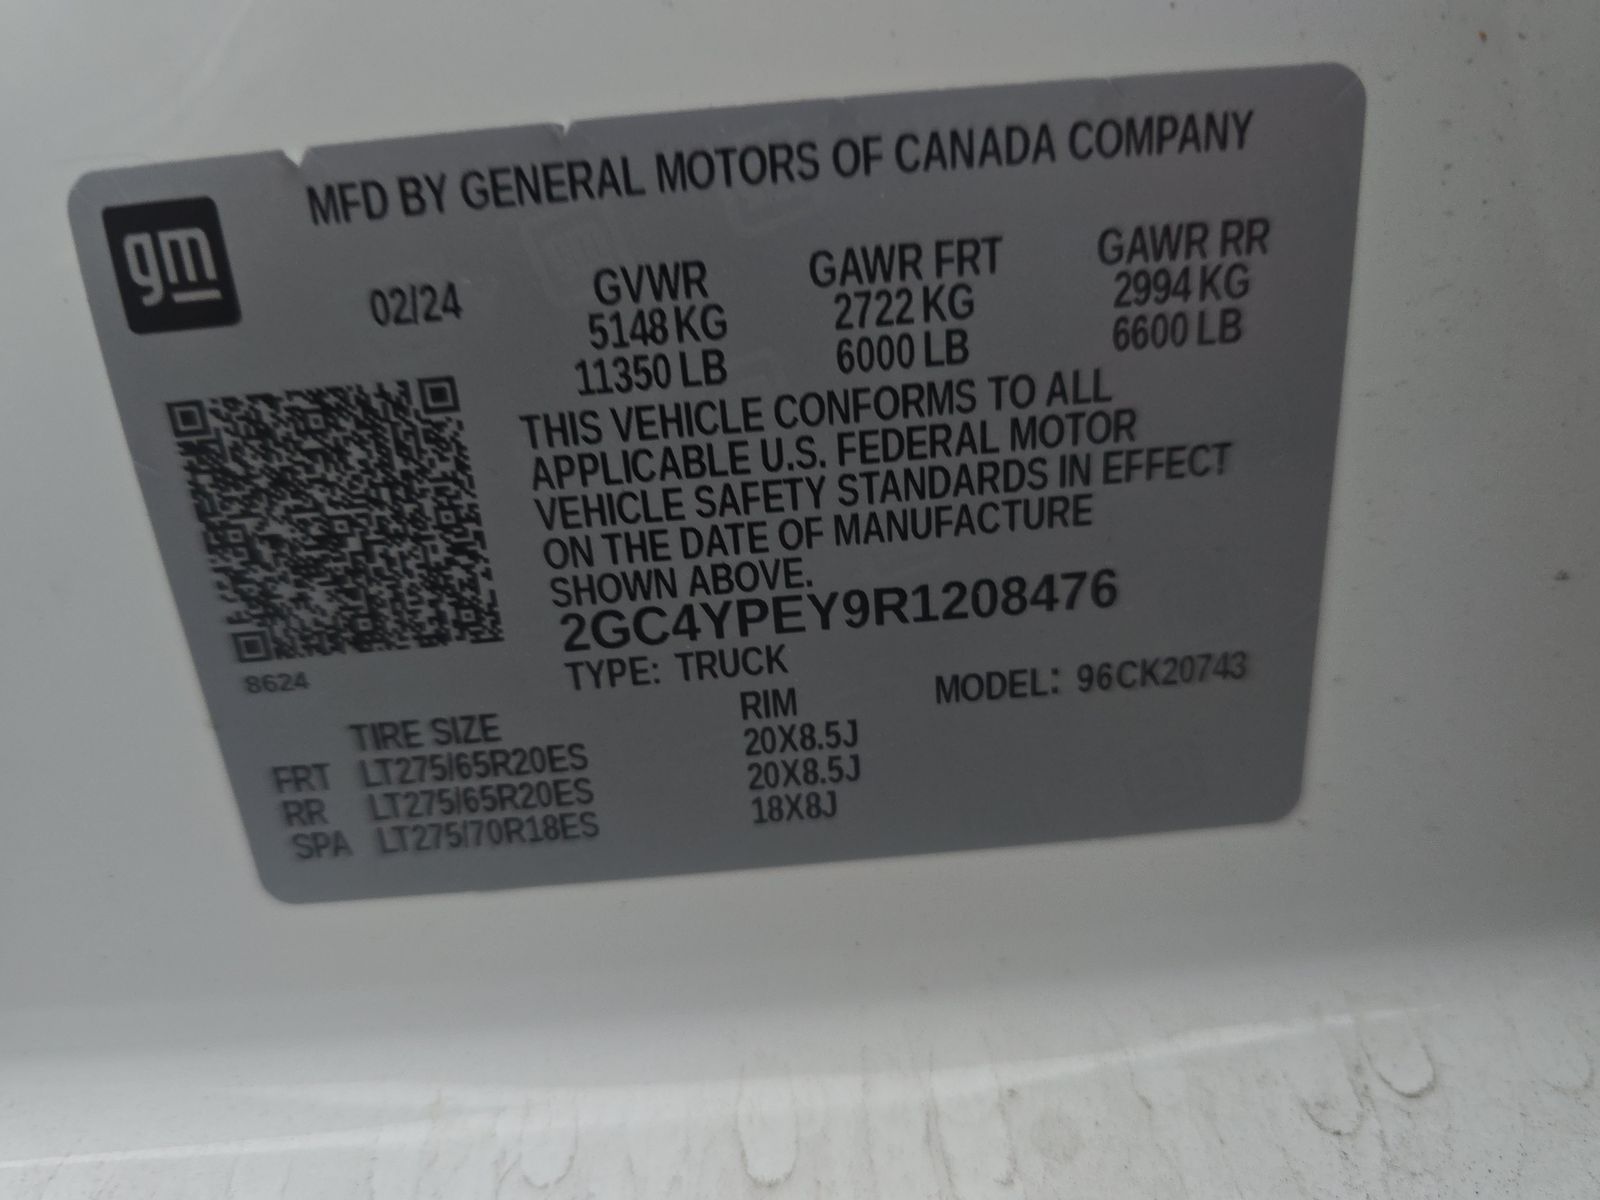 MFD BY GENERAL MOTORS OF CANADA COMPANY
gm
02/24
GVWR
5148 KG
11350 LB
GAWR FRT
2722 KG
6000 LB
GAWR RR
2994 KG
6600 LB
THIS VEHICLE CONFORMS TO ALL
APPLICABLE U.S. FEDERAL MOTOR
VEHICLE SAFETY STANDARDS IN EFFECT
ON THE DATE OF MANUFACTURE
SHOWN ABOVE.
2GC4YPEY9R1208476
8624
TYPE: TRUCK
MODEL: 96CK20743
TIRE SIZE RIM
FRT LT275/65R20ES 20X8.5J
RR LT275/65R20ES 20X8.5J
SPA LT275/70R18ES 18X8J